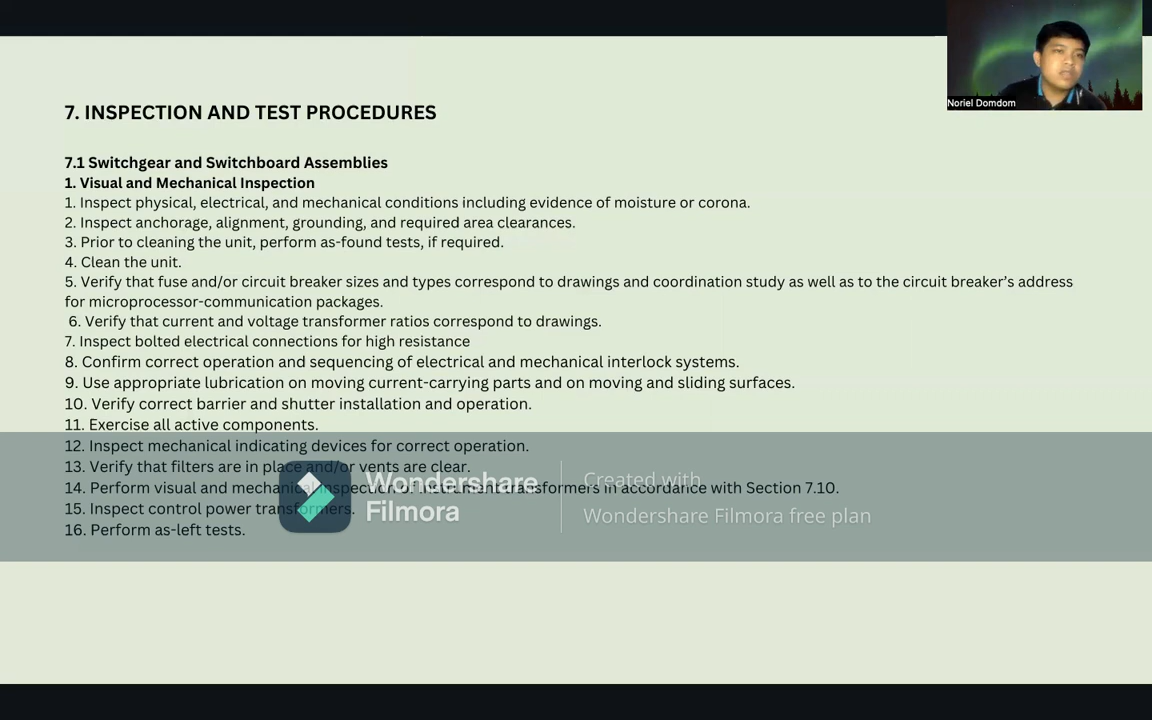 Noriel Domdom
7. INSPECTION AND TEST PROCEDURES
7.1 Switchgear and Switchboard Assemblies
1. Visual and Mechanical Inspection
1. Inspect physical, electrical, and mechanical conditions including evidence of moisture or corona.
2. Inspect anchorage, alignment, grounding, and required area clearances.
3. Prior to cleaning the unit, perform as-found tests, if required.
4. Clean the unit.
5. Verify that fuse and/or circuit breaker sizes and types correspond to drawings and coordination study as well as to the circuit breaker’s address
for microprocessor-communication packages.
6. Verify that current and voltage transformer ratios correspond to drawings.
7. Inspect bolted electrical connections for high resistance
8. Confirm correct operation and sequencing of electrical and mechanical interlock systems.
9. Use appropriate lubrication on moving current-carrying parts and on moving and sliding surfaces.
10. Verify correct barrier and shutter installation and operation.
11. Exercise all active components.
12. Inspect mechanical indicating devices for correct operation.
13. Verify that filters are in place and/or vents are clear.
14. Perform visual and mechanical inspection of instrument transformers in accordance with Section 7.10.
15. Inspect control power transformers.
16. Perform as-left tests.
Wondershare
Filmora
Created with
Wondershare Filmora free plan